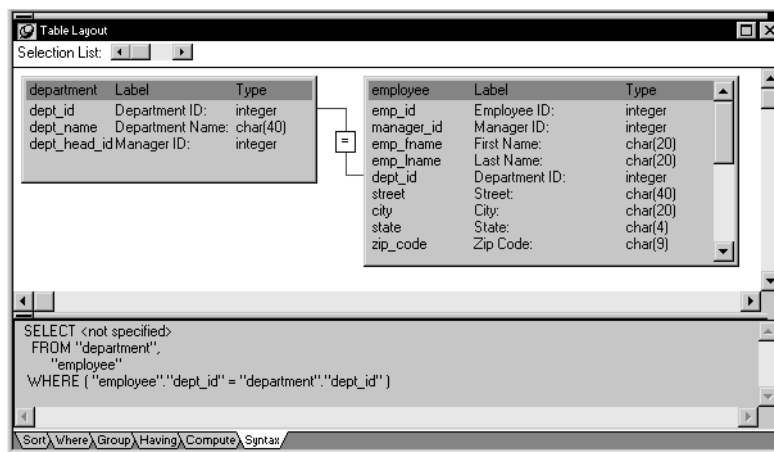 Table Layout
Selection List:
department Label Type
dept_id Department ID: integer
dept_name Department Name: char(40)
dept_head_id Manager ID: integer
=
employee Label Type
emp_id Employee ID: integer
manager_id Manager ID: integer
emp_fname First Name: char(20)
emp_lname Last Name: char(20)
dept_id Department ID: integer
street Street: char(40)
city City: char(20)
state State: char(4)
zip_code Zip Code: char(9)
SELECT <not specified>
FROM "department",
"employee"
WHERE ( "employee"."dept_id" = "department"."dept_id" )
Sort Where Group Having Compute Syntax